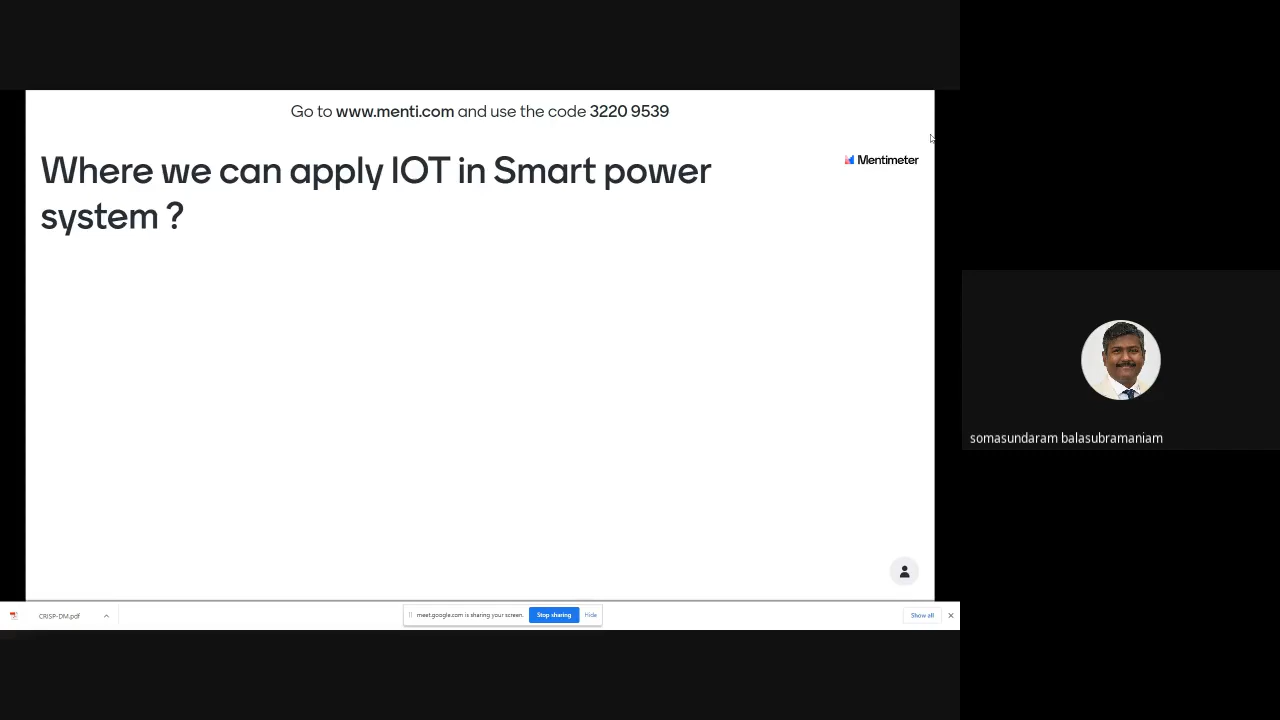 Go to www.menti.com and use the code 3220 9539
Mentimeter
Where we can apply IOT in Smart power
system ?
somasundaram balasubramaniam
CRISP-DM.pdf
meet.google.com is sharing your screen.
Stop sharing
Hide
Show all